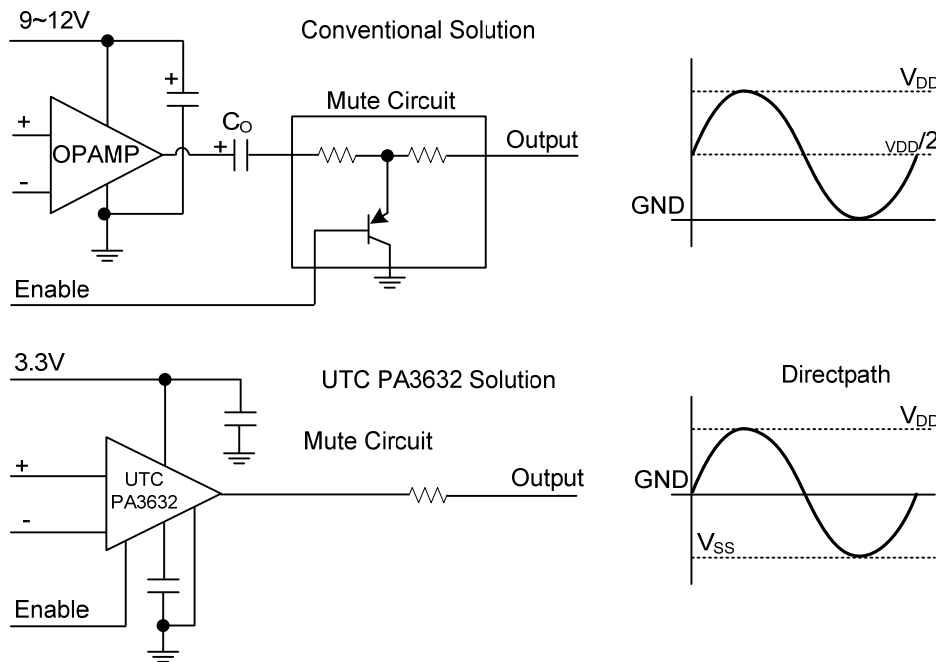 9~12V
Conventional Solution
+
Mute Circuit
+
OPAMP
-
+
CO
Output
Enable
VDD
VDD/2
GND
3.3V
UTC PA3632 Solution
Mute Circuit
+
UTC
PA3632
-
Output
Enable
Directpath
VDD
GND
VSS